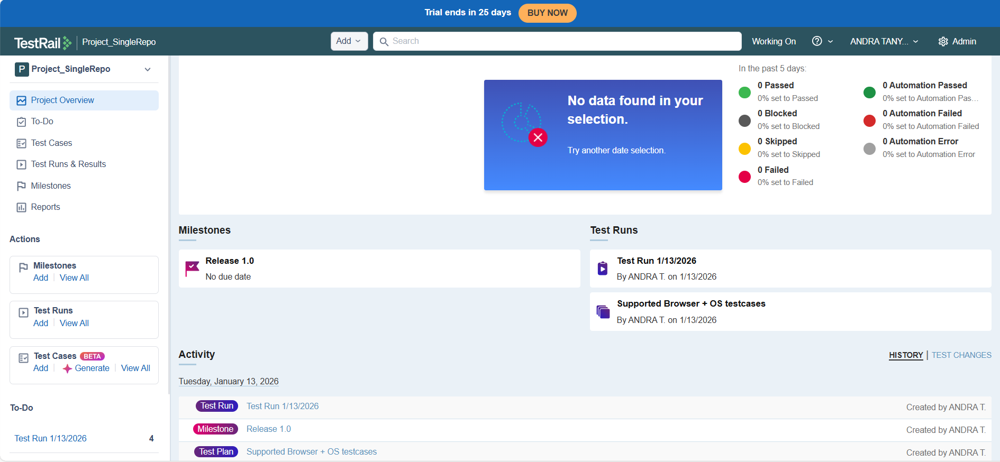 Trial ends in 25 days BUY NOW
TestRail Project_SingleRepo Add Search Working On ANDRA TANY... Admin
P Project_SingleRepo
Project Overview
To-Do
Test Cases
Test Runs & Results
Milestones
Reports
Actions
Milestones
Add View All
Test Runs
Add View All
Test Cases BETA
Add Generate View All
To-Do
Test Run 1/13/2026 4
No data found in your
selection.
Try another date selection.
In the past 5 days:
0 Passed
0% set to Passed
0 Blocked
0% set to Blocked
0 Skipped
0% set to Skipped
0 Failed
0% set to Failed
0 Automation Passed
0% set to Automation Pas...
0 Automation Failed
0% set to Automation Failed
0 Automation Error
0% set to Automation Error
Milestones
Release 1.0
No due date
Test Runs
Test Run 1/13/2026
By ANDRA T. on 1/13/2026
Supported Browser + OS testcases
By ANDRA T. on 1/13/2026
Activity
HISTORY | TEST CHANGES
Tuesday, January 13, 2026
Test Run Test Run 1/13/2026 Created by ANDRA T.
Milestone Release 1.0 Created by ANDRA T.
Test Plan Supported Browser + OS testcases Created by ANDRA T.